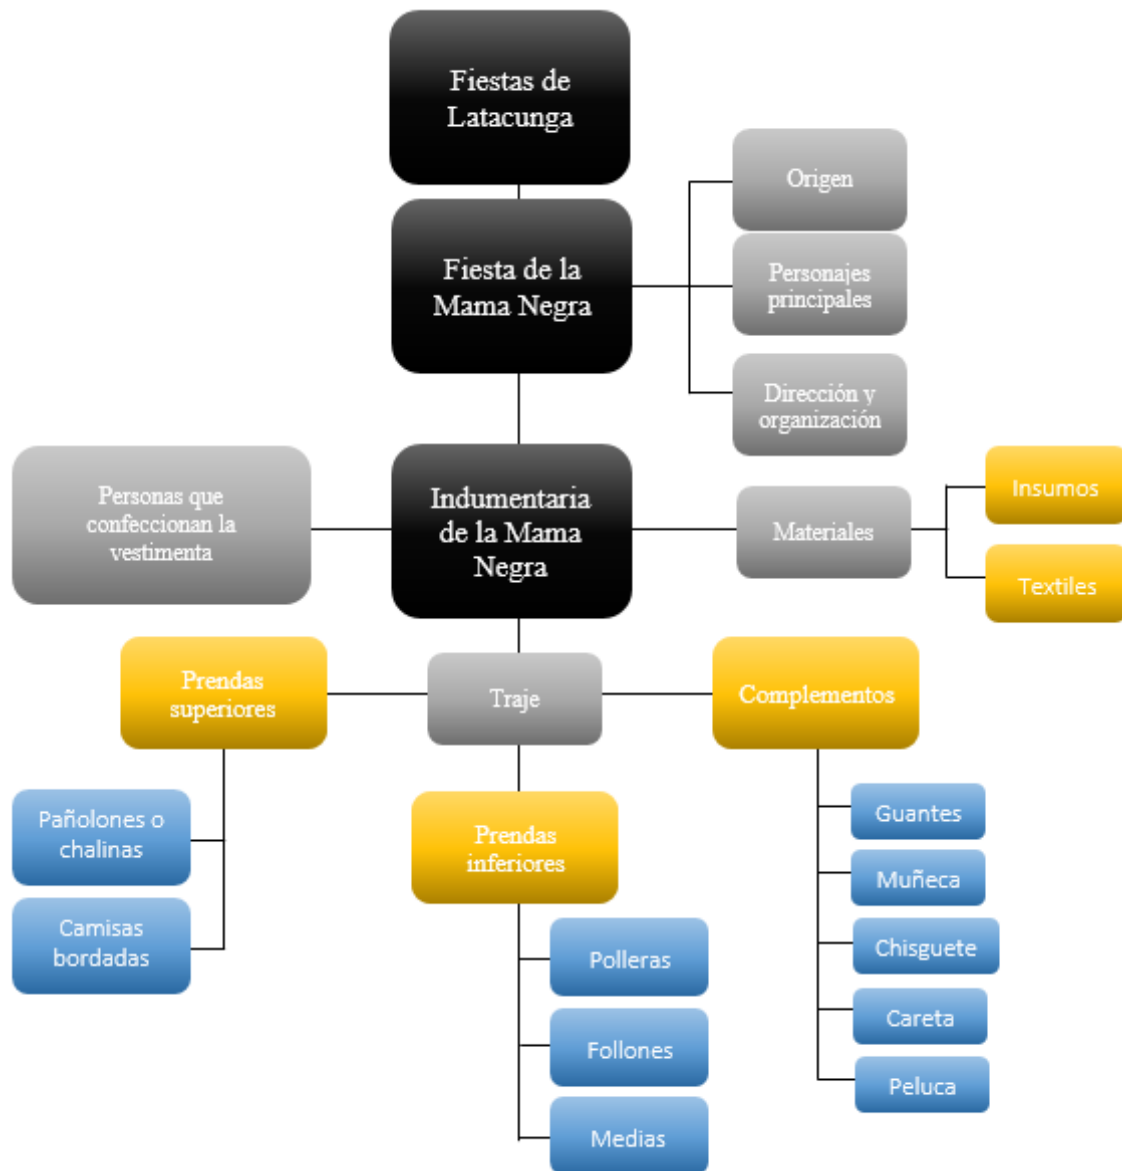 Fiestas de
Latacunga
Origen
Fiesta de la
Mama Negra
Personajes
principales
Dirección y
organización
Personas que
confeccionan la
vestimenta
Indumentaria
de la Mama
Negra
Materiales
Insumos
Textiles
Prendas
superiores
Traje
Complementos
Pañolones o
chalinas
Camisas
bordadas
Prendas
inferiores
Polleras
Follones
Medias
Guantes
Muñeca
Chisguete
Careta
Peluca